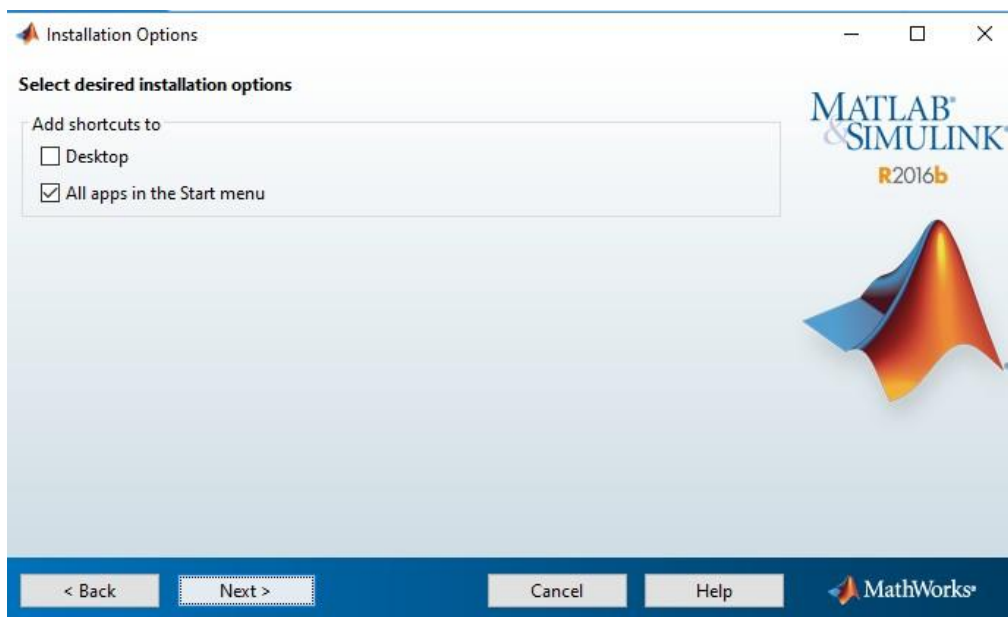 Installation Options
Select desired installation options
Add shortcuts to
Desktop
All apps in the Start menu
MATLAB®
&SIMULINK®
R2016b
< Back
Next >
Cancel
Help
MathWorks®